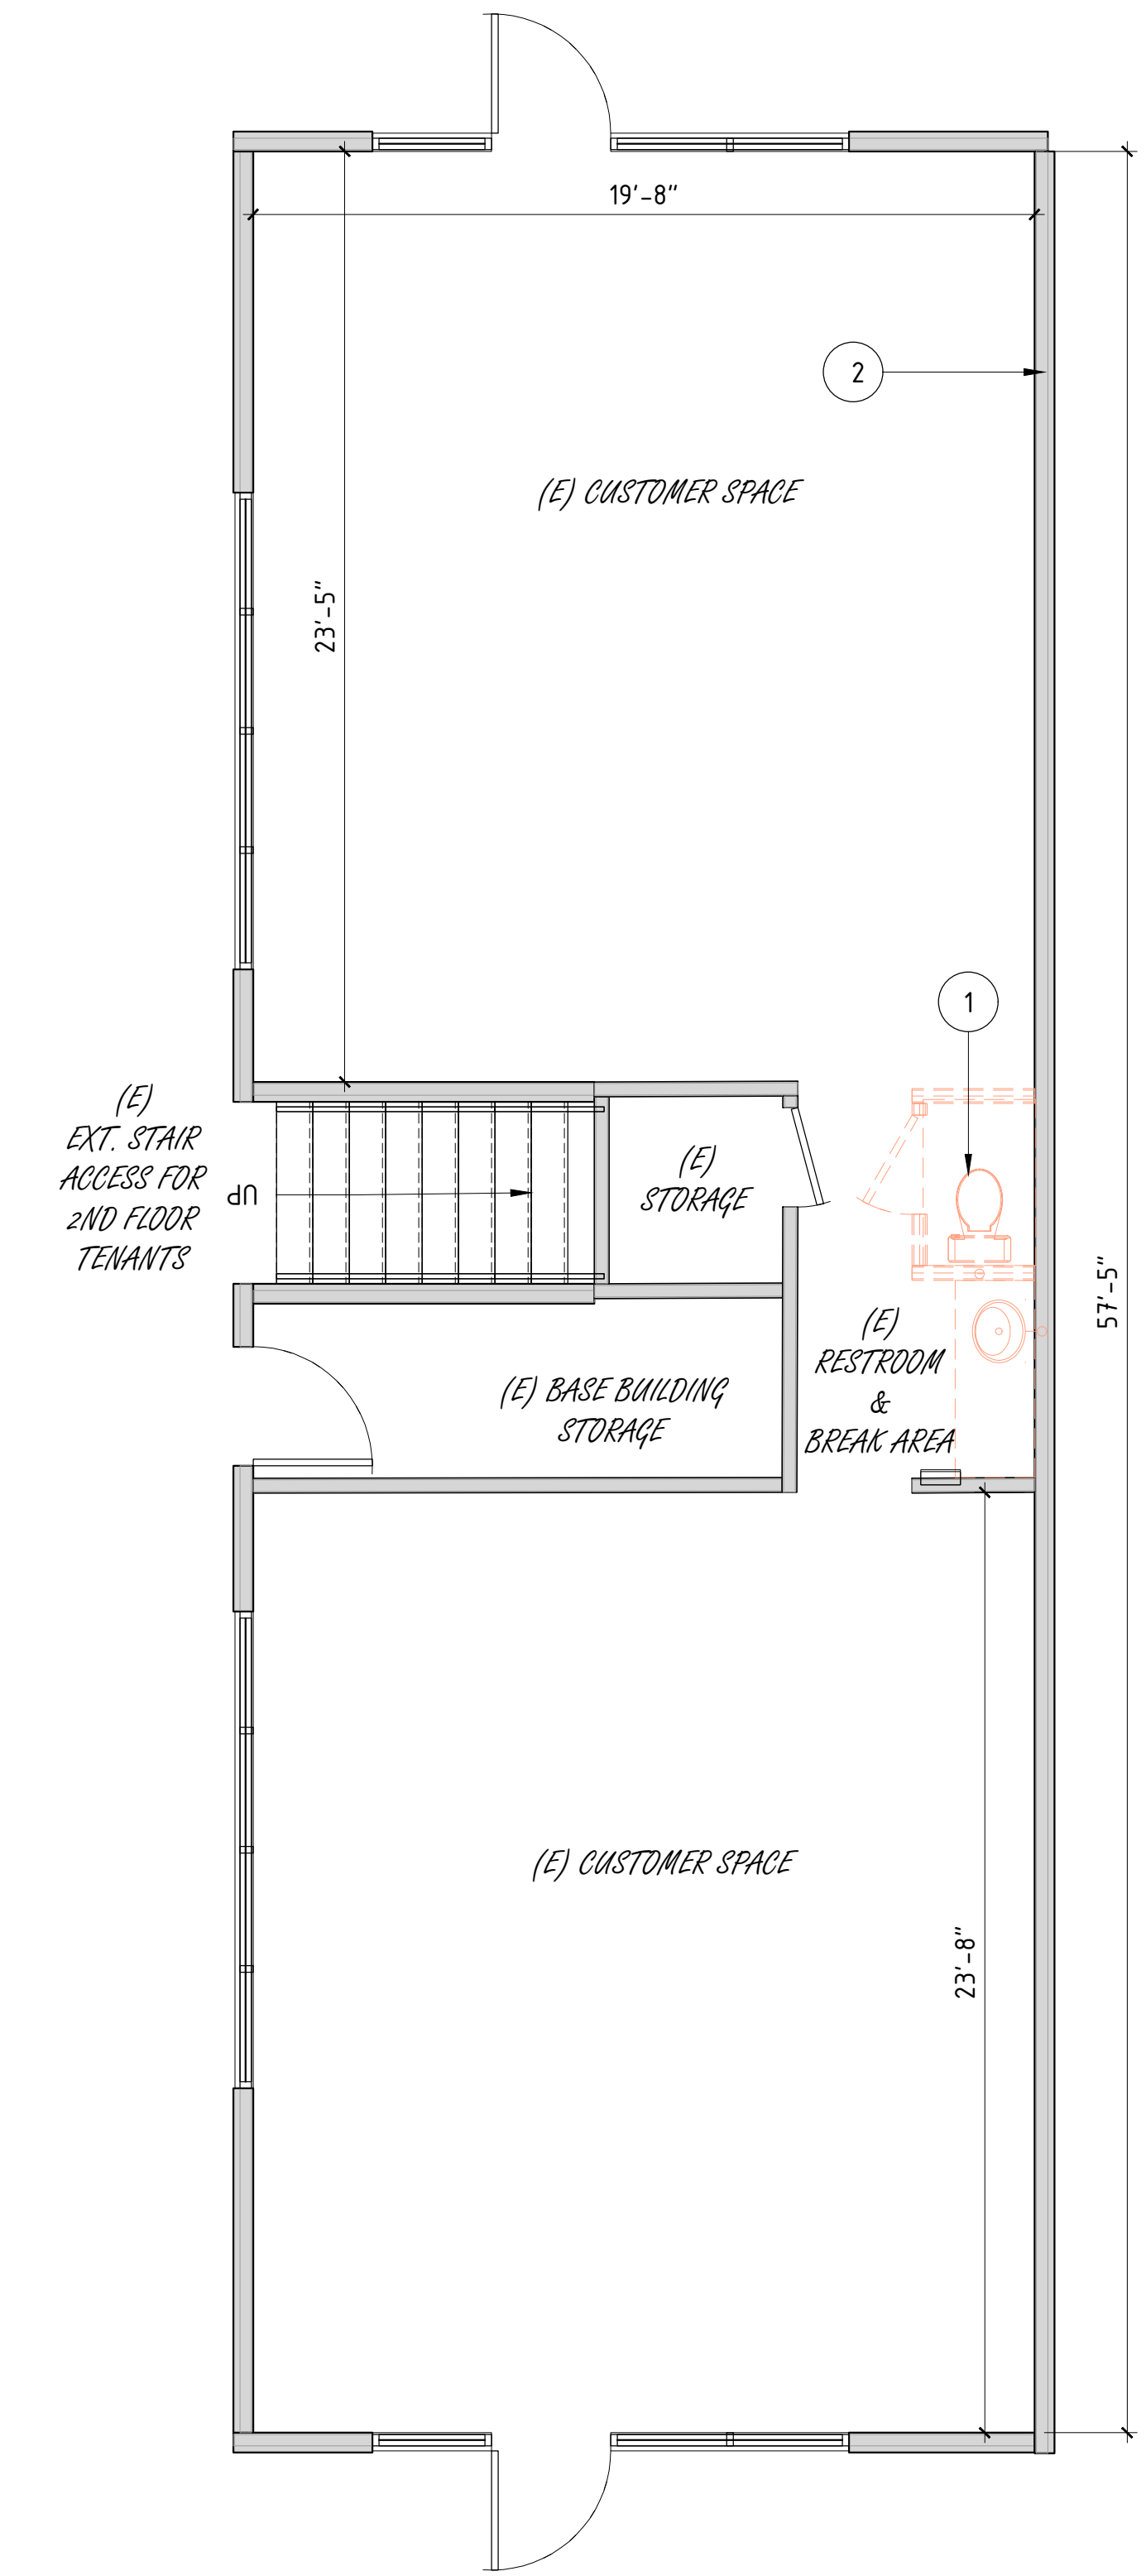 19'-8"
2
(E) CUSTOMER SPACE
23'-5"
1
(E)
EXT. STAIR
ACCESS FOR
2ND FLOOR
TENANTS
UP
(E)
STORAGE
57'-5"
(E)
RESTROOM
&
BREAK AREA
(E) BASE BUILDING
STORAGE
(E) CUSTOMER SPACE
23'-8"